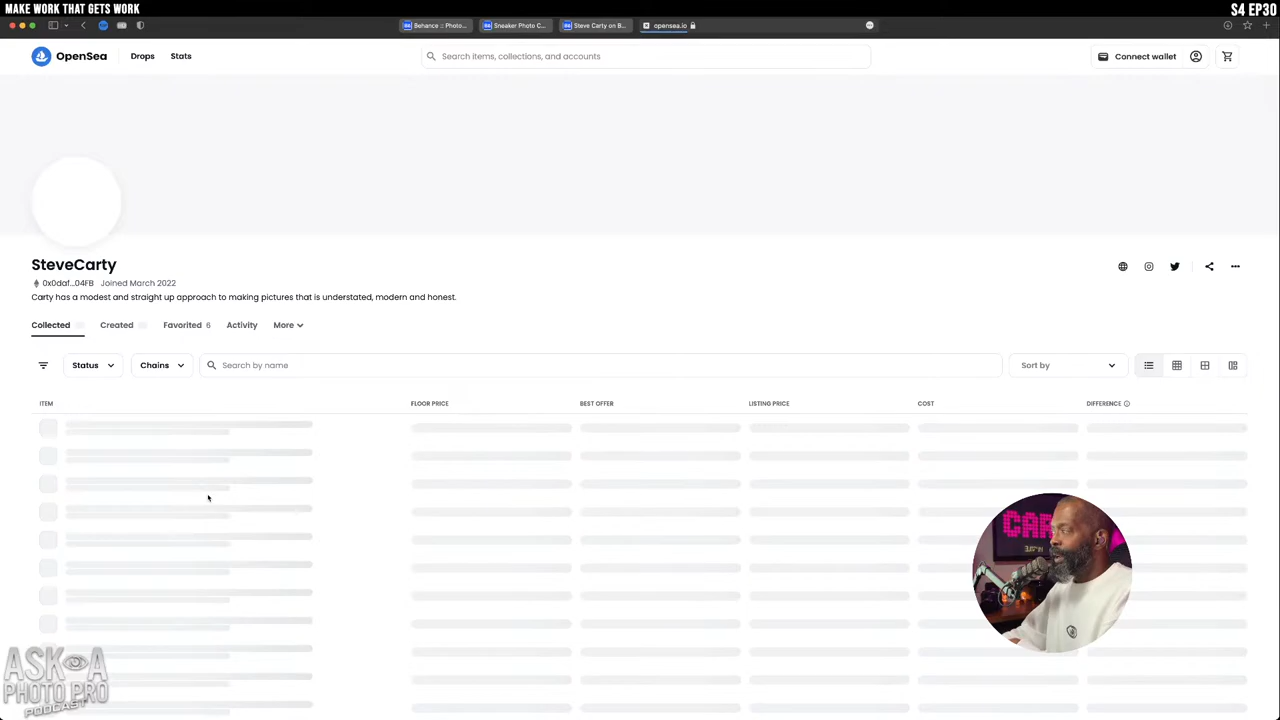 MAKE WORK THAT GETS WORK
S4 EP30
Behance :: Photo...
Sneaker Photo C...
Steve Carty on B...
opensea.io
OpenSea
Drops
Stats
Search items, collections, and accounts
Connect wallet
SteveCarty
0x0daf...04FB Joined March 2022
Carty has a modest and straight up approach to making pictures that is understated, modern and honest.
Collected
Created
Favorited 6
Activity
More
Status
Chains
Search by name
Sort by
ITEM
FLOOR PRICE
BEST OFFER
LISTING PRICE
COST
DIFFERENCE
CAR
ASK A
PHOTO PRO
PODCAST